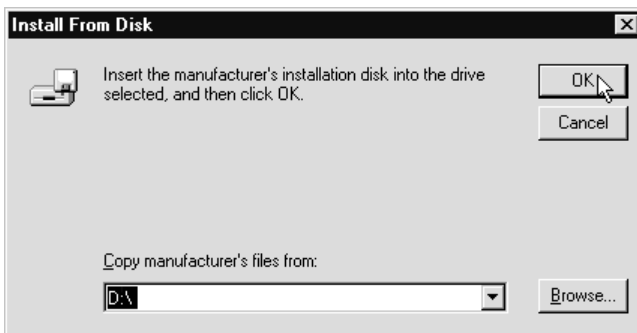 Install From Disk
Insert the manufacturer's installation disk into the drive
selected, and then click OK.
OK
Cancel
Copy manufacturer's files from:
D:\
Browse...